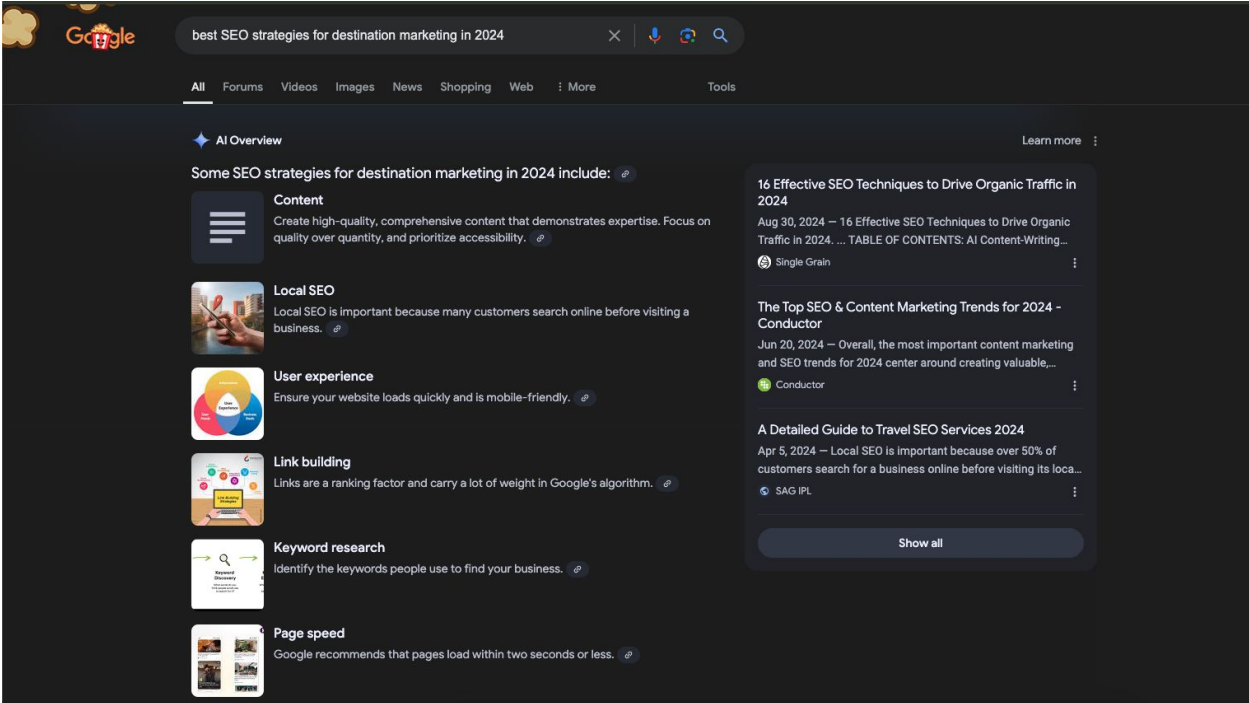 Google
best SEO strategies for destination marketing in 2024
All Forums Videos Images News Shopping Web More Tools
AI Overview
Learn more
Some SEO strategies for destination marketing in 2024 include:
Content
Create high-quality, comprehensive content that demonstrates expertise. Focus on
quality over quantity, and prioritize accessibility.
Local SEO
Local SEO is important because many customers search online before visiting a
business.
User experience
Ensure your website loads quickly and is mobile-friendly.
User
Experience
Link building
Links are a ranking factor and carry a lot of weight in Google's algorithm.
Keyword research
Identify the keywords people use to find your business.
Keyword
Discovery
Page speed
Google recommends that pages load within two seconds or less.
16 Effective SEO Techniques to Drive Organic Traffic in
2024
Aug 30, 2024 — 16 Effective SEO Techniques to Drive Organic
Traffic in 2024. ... TABLE OF CONTENTS: AI Content-Writing...
Single Grain
The Top SEO & Content Marketing Trends for 2024 -
Conductor
Jun 20, 2024 — Overall, the most important content marketing
and SEO trends for 2024 center around creating valuable,...
Conductor
A Detailed Guide to Travel SEO Services 2024
Apr 5, 2024 — Local SEO is important because over 50% of
customers search for a business online before visiting its loca...
SAG IPL
Show all